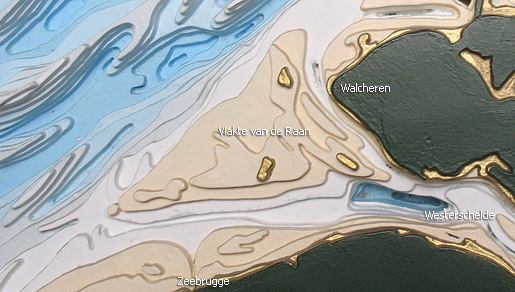 Walcheren
Vlakte van de Raan
Westerschelde
Zeebrugge